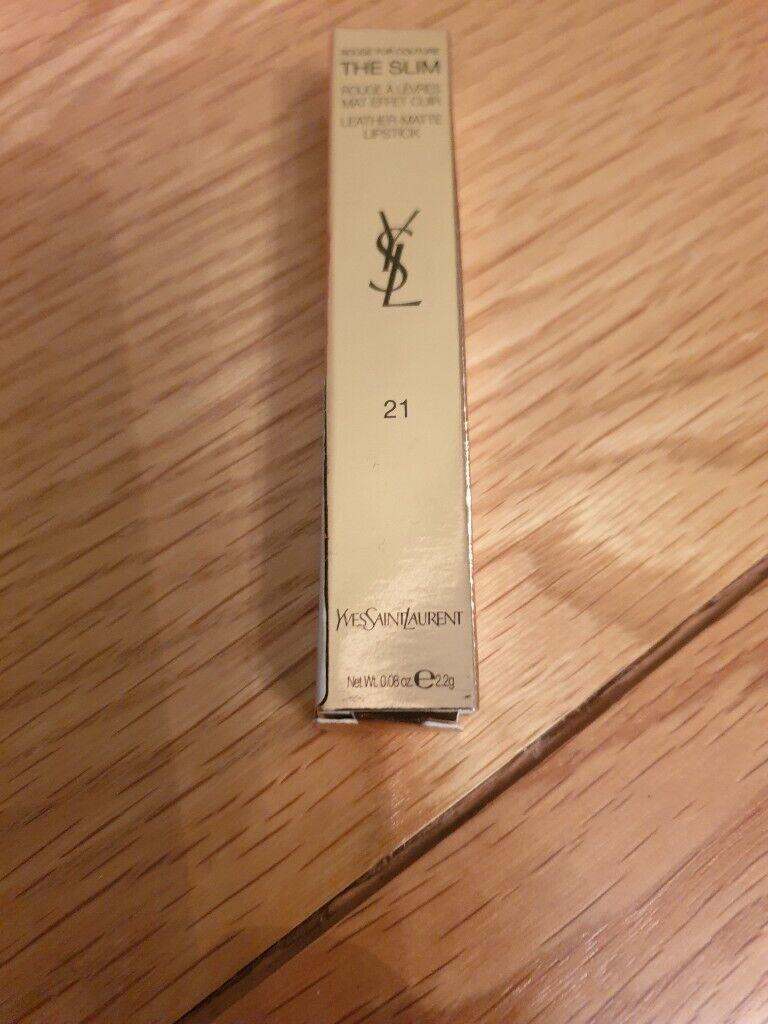 ROUGE PUR COUTURE
THE SLIM
ROUGE À LÈVRES
MAT EFFET CUIR
LEATHER-MATTE
LIPSTICK
YSL
21
YVESSAINTLAURENT
Net Wt. 0.08 oz. e 2.2g